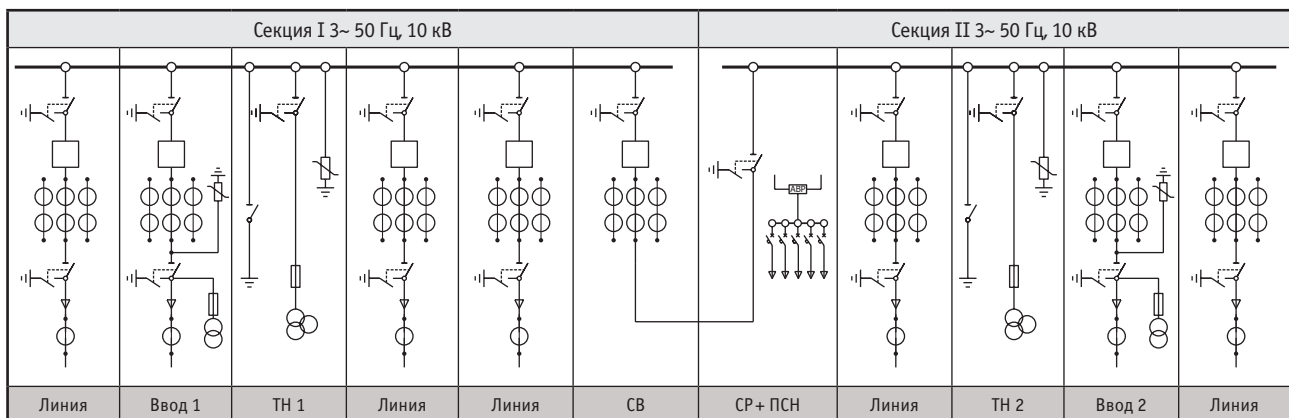 Секция I 3~ 50 Гц, 10 кВ
Секция II 3~ 50 Гц, 10 кВ
АВР
Линия
Ввод 1
ТН 1
Линия
Линия
СВ
СР+ ПСН
Линия
ТН 2
Ввод 2
Линия